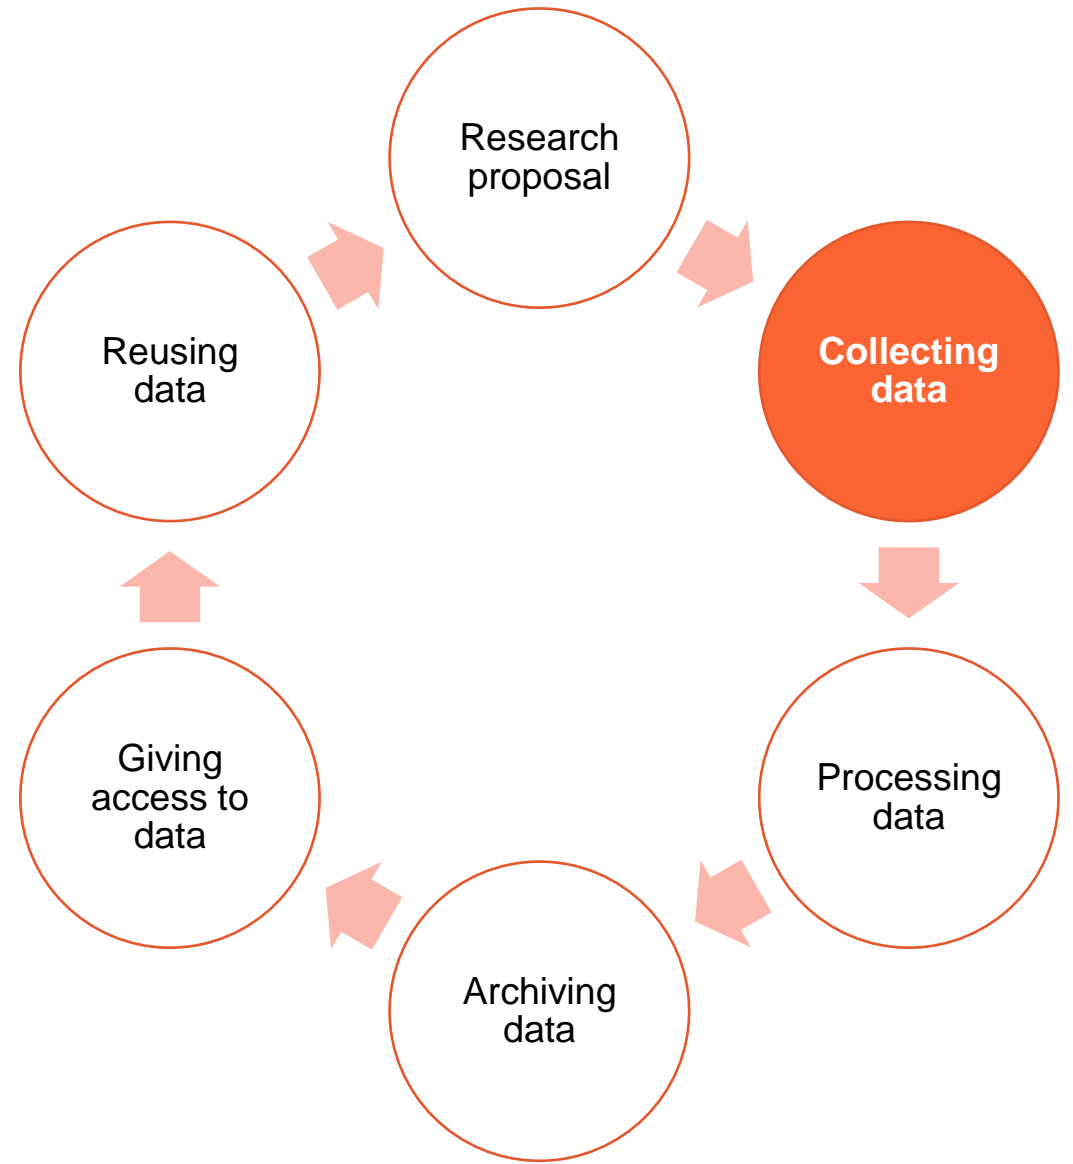 Research
proposal
Collecting
data
Processing
data
Archiving
data
Giving
access to
data
Reusing
data